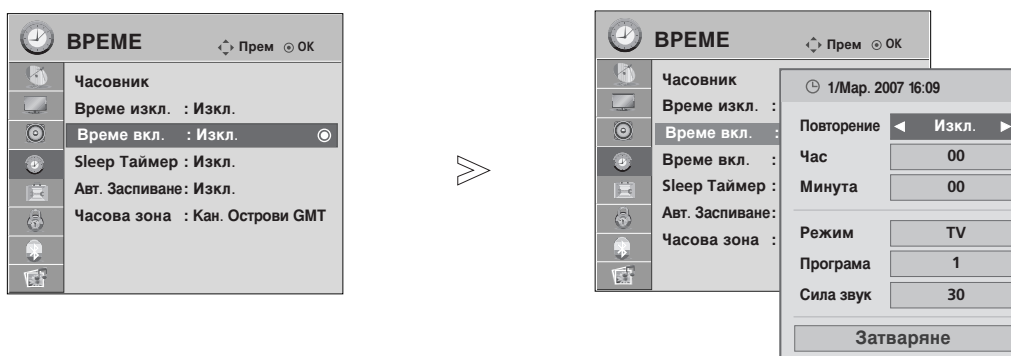 ВРЕМЕ Прем OK
Часовник
Време изкл. : Изкл.
Време вкл. : Изкл.
Sleep Таймер : Изкл.
Авт. Заспиване: Изкл.
Часова зона : Кан. Острови GMT
ВРЕМЕ Прем OK
Часовник
Време изкл. :
Време вкл. :
Време вкл. :
Sleep Таймер :
Авт. Заспиване:
Часова зона :
1/Мар. 2007 16:09
Повторение ◀ Изкл. ▶
Час 00
Минута 00
Режим TV
Програма 1
Сила звук 30
Затваряне